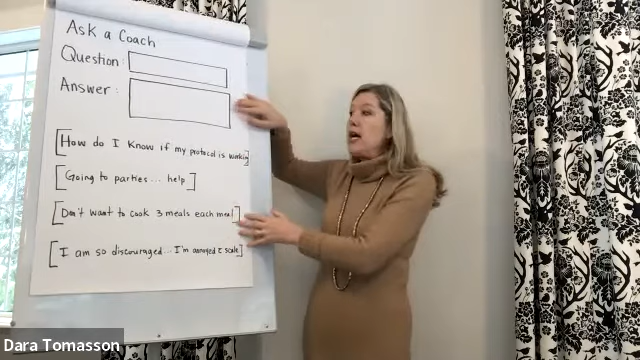 Ask a Coach
Question:
Answer:
[How do I know if my protocol is working]
[Going to parties... help]
[Don't want to cook 3 meals each meal]
[I am so discouraged... I'm annoyed c̄ scale]
Dara Tomasson